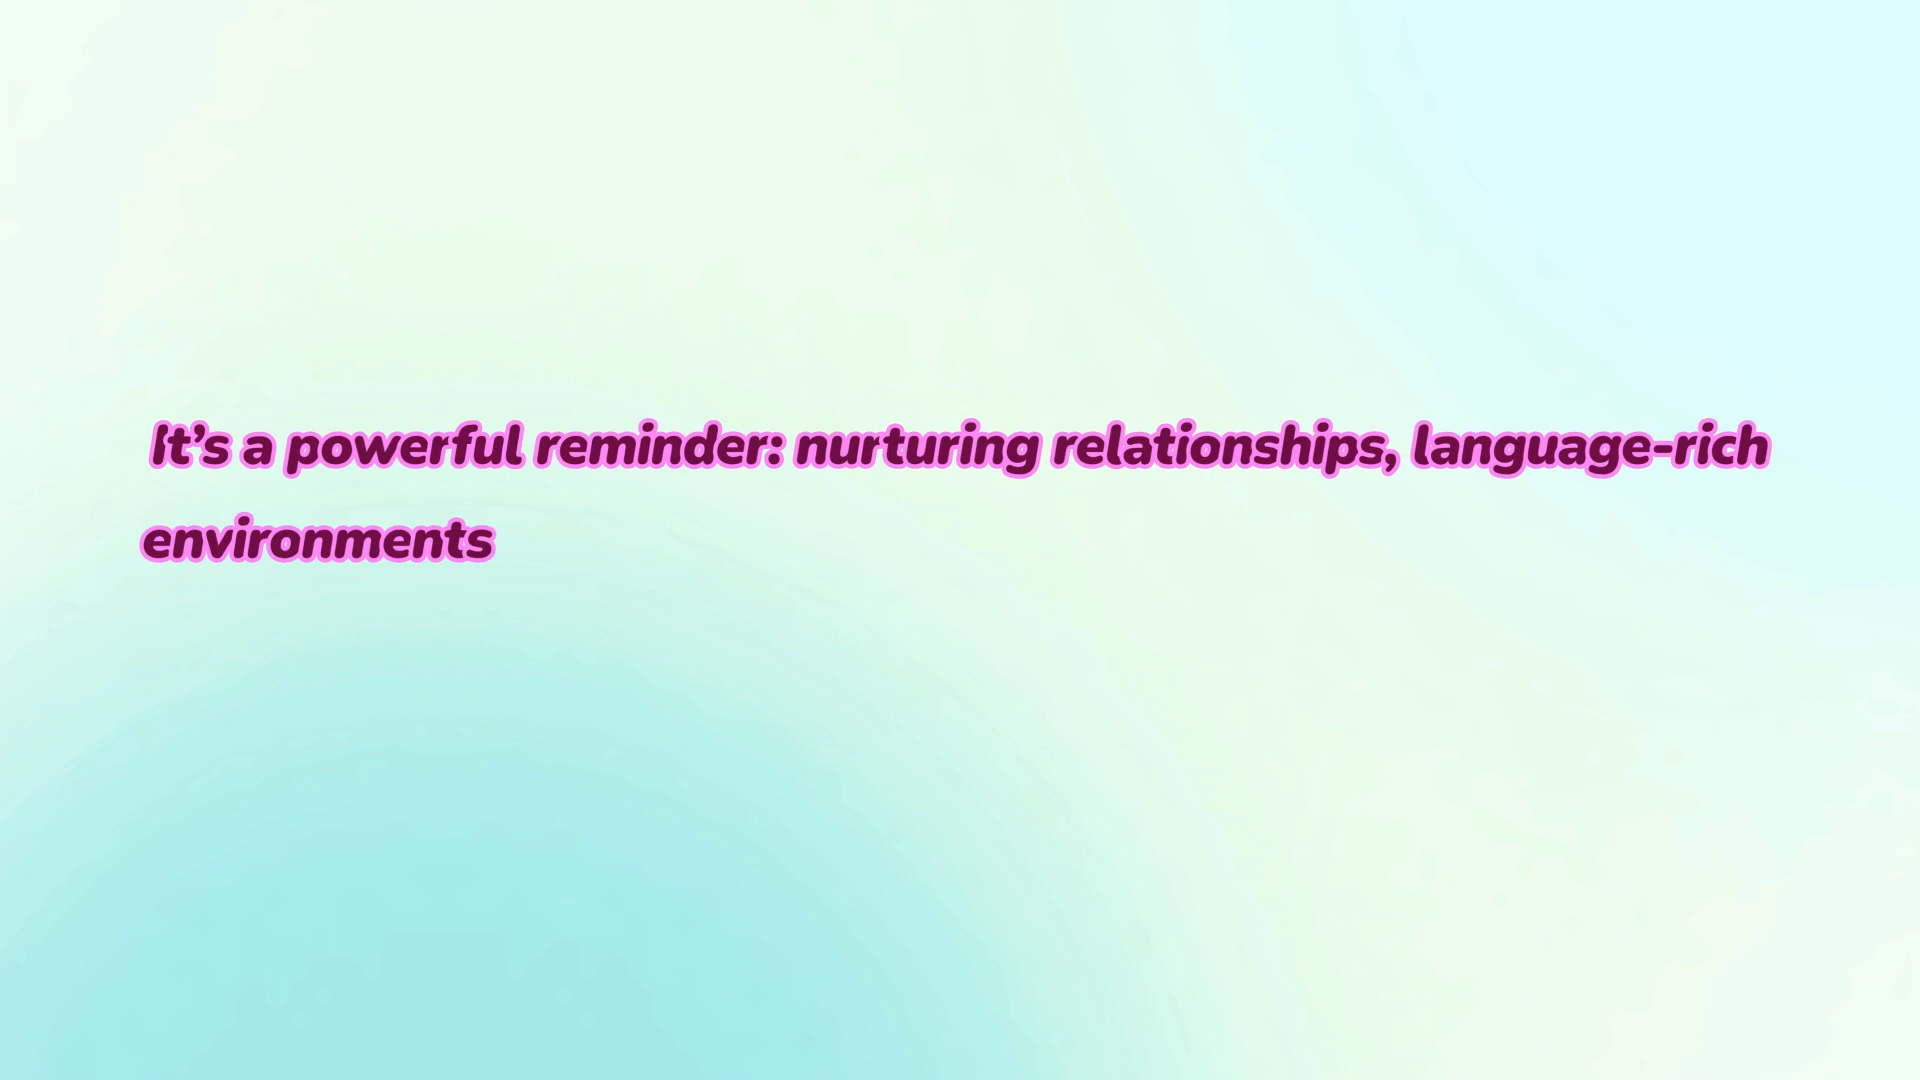 It’s a powerful reminder: nurturing relationships, language-rich
environments